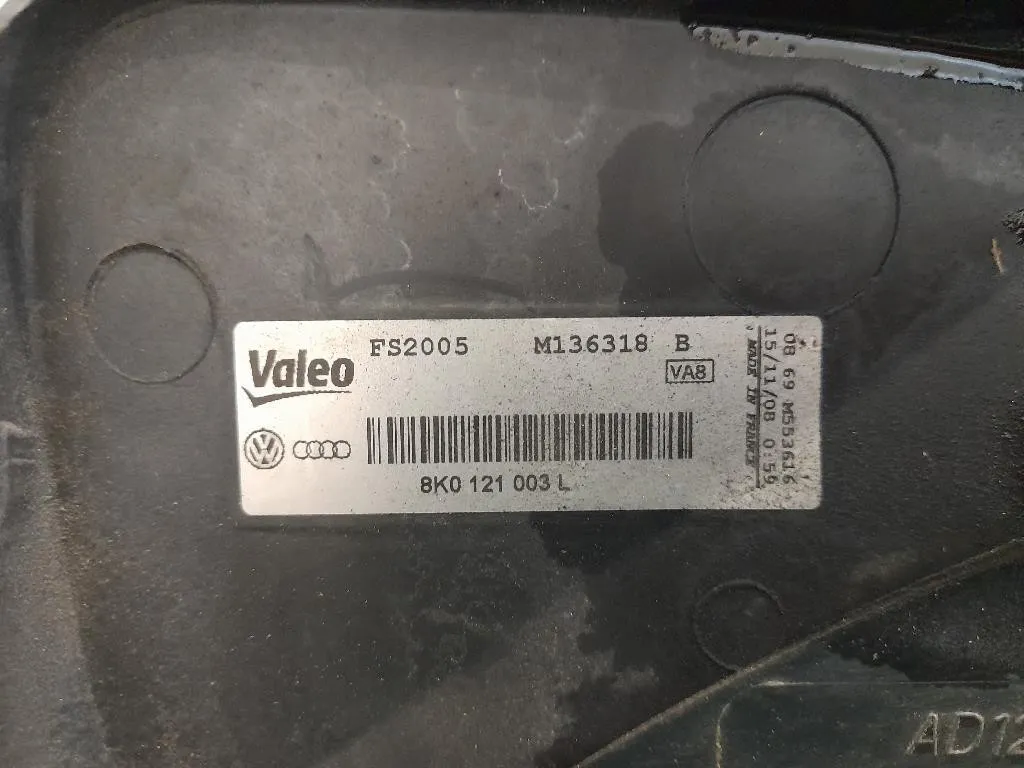 Valeo
FS2005 M136318 B
VA8
8K0 121 003 L
08 69 M553616
15/11/08 0:56
MADE IN FRANCE
AD12